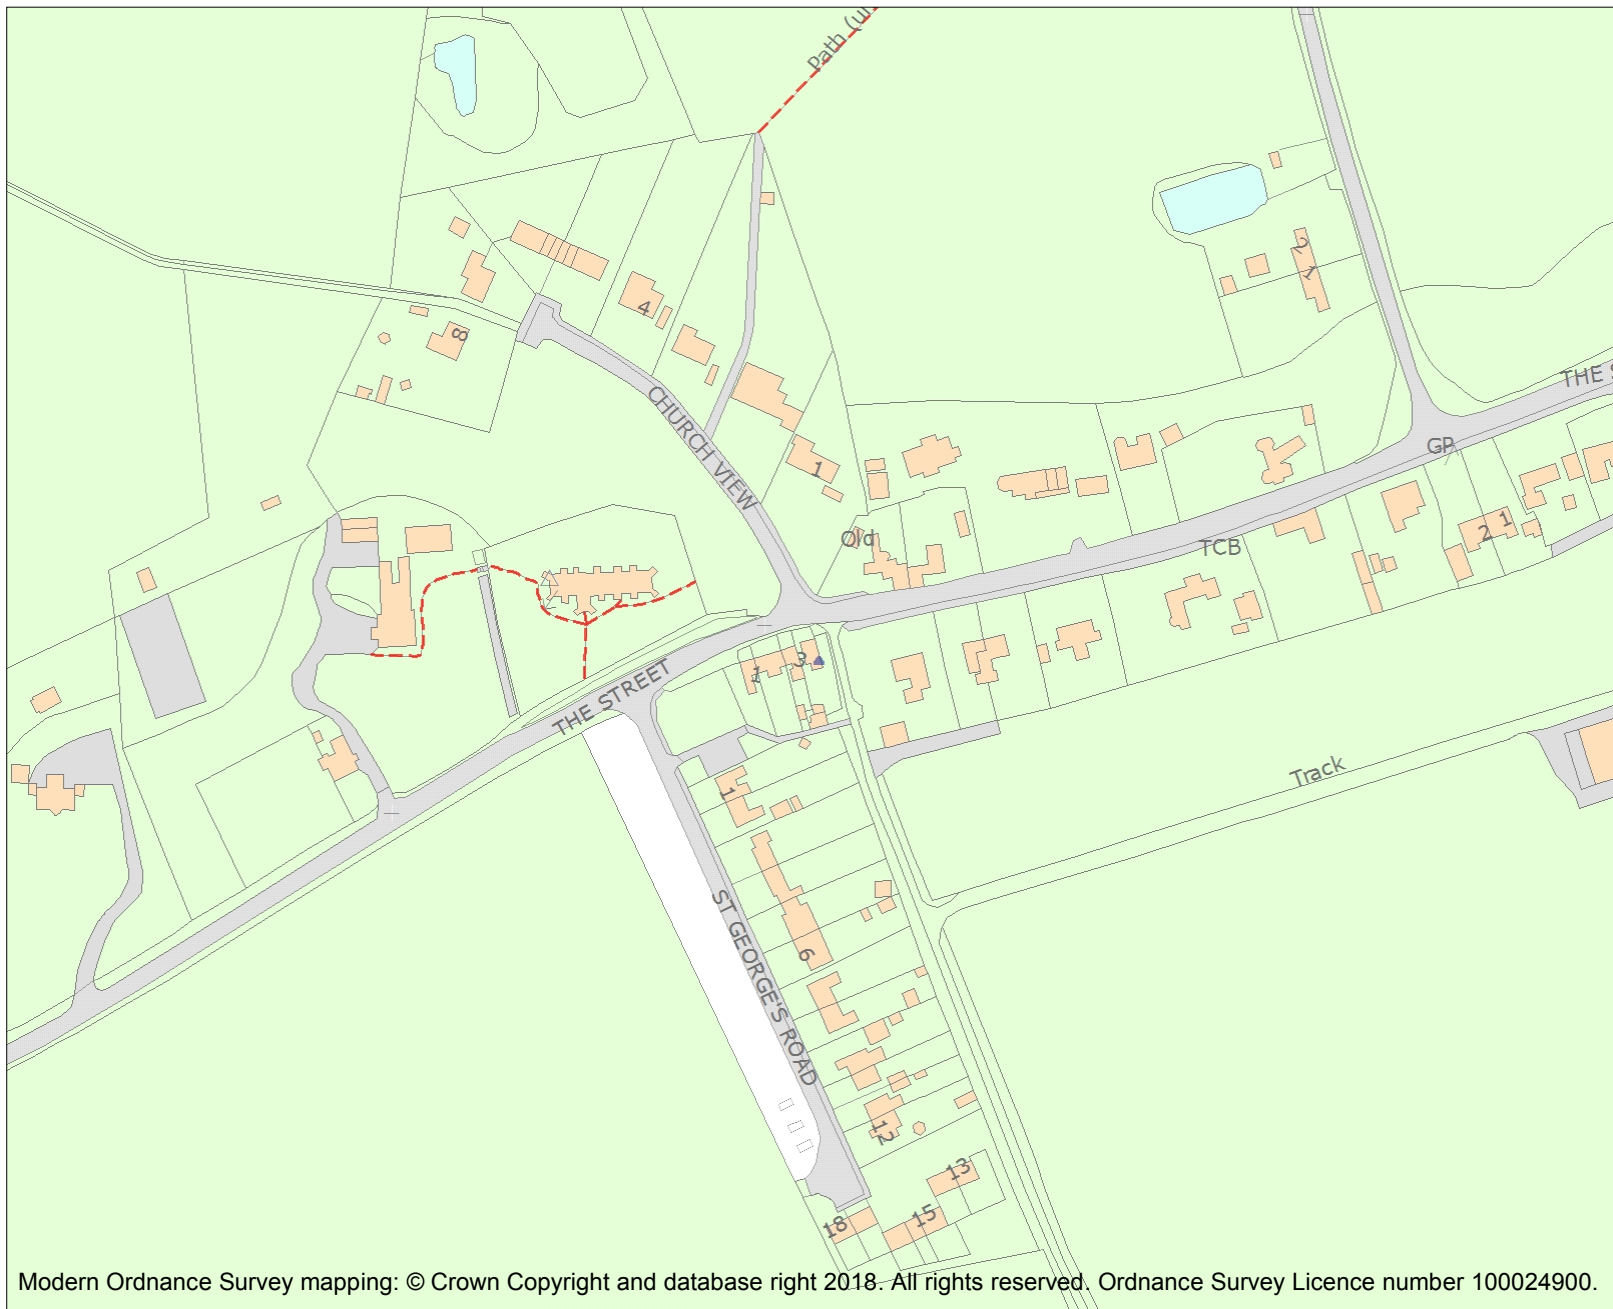 Path (u
2
1
4
8
THE S
CHURCH VIEW
GP
1
Old
TCB
2 1
3
1
THE STREET
Track
1
ST GEORGE'S ROAD
6
12
13
15
18
Modern Ordnance Survey mapping: © Crown Copyright and database right 2018. All rights reserved. Ordnance Survey Licence number 100024900.